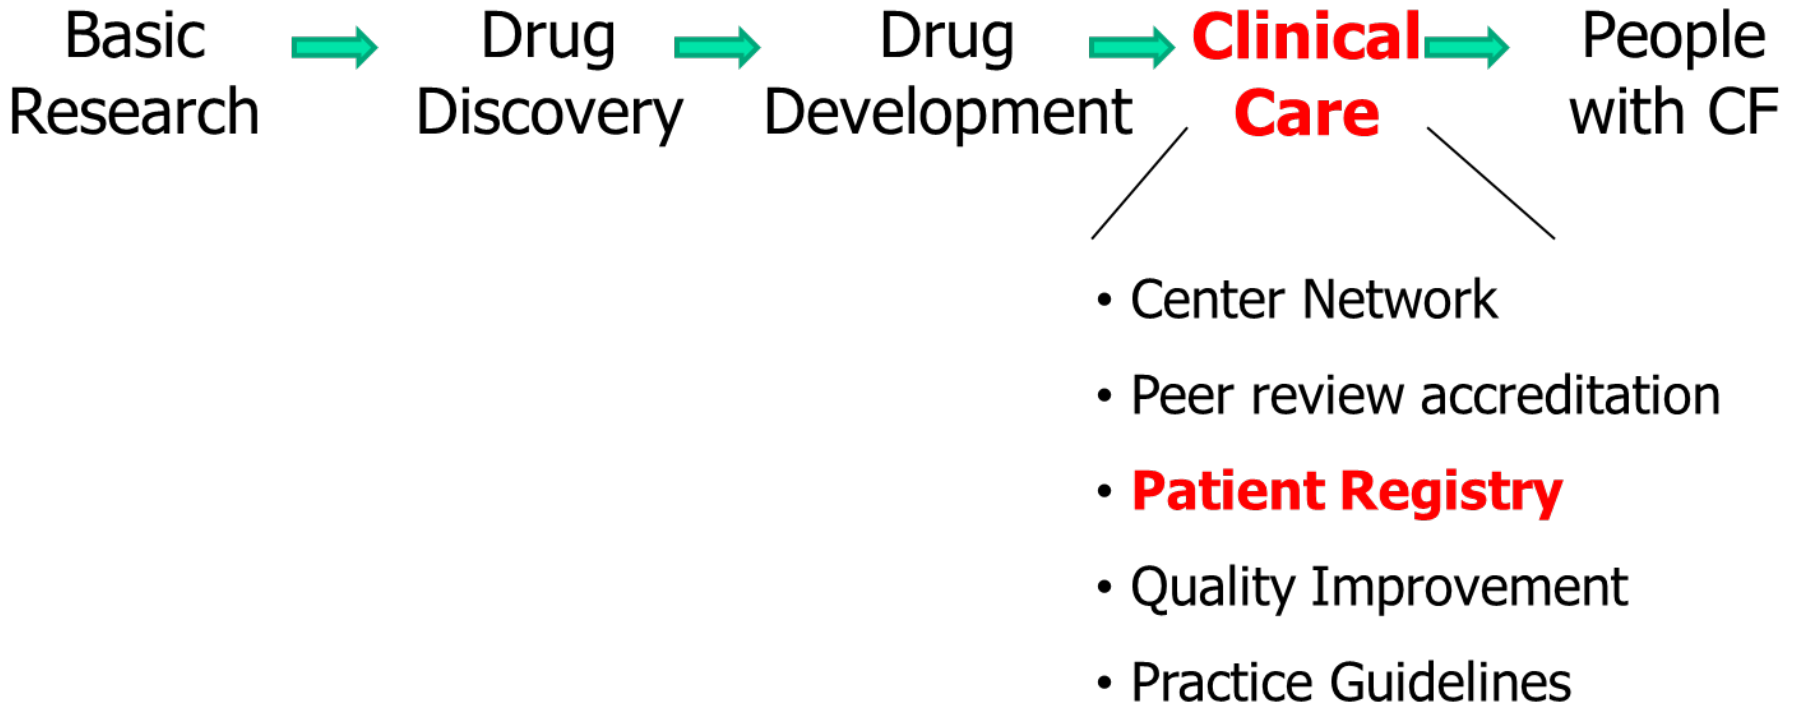 Basic
Research
Drug
Discovery
Drug
Development
Clinical
Care
People
with CF
• Center Network
• Peer review accreditation
• Patient Registry
• Quality Improvement
• Practice Guidelines